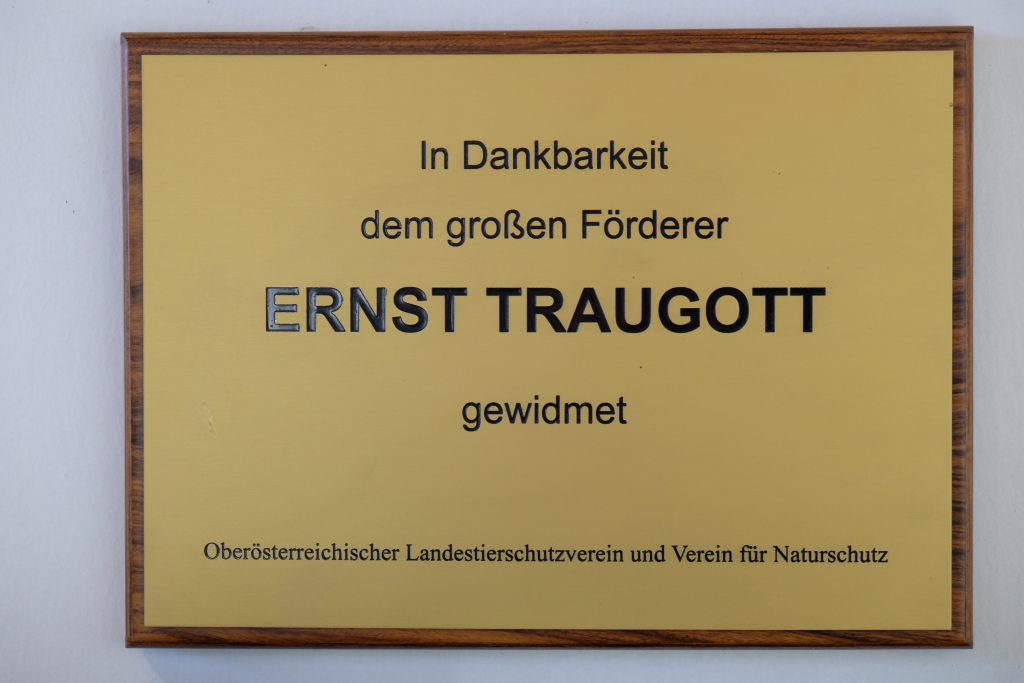 In Dankbarkeit
dem großen Förderer
ERNST TRAUGOTT
gewidmet
Oberösterreichischer Landestierschutzverein und Verein für Naturschutz